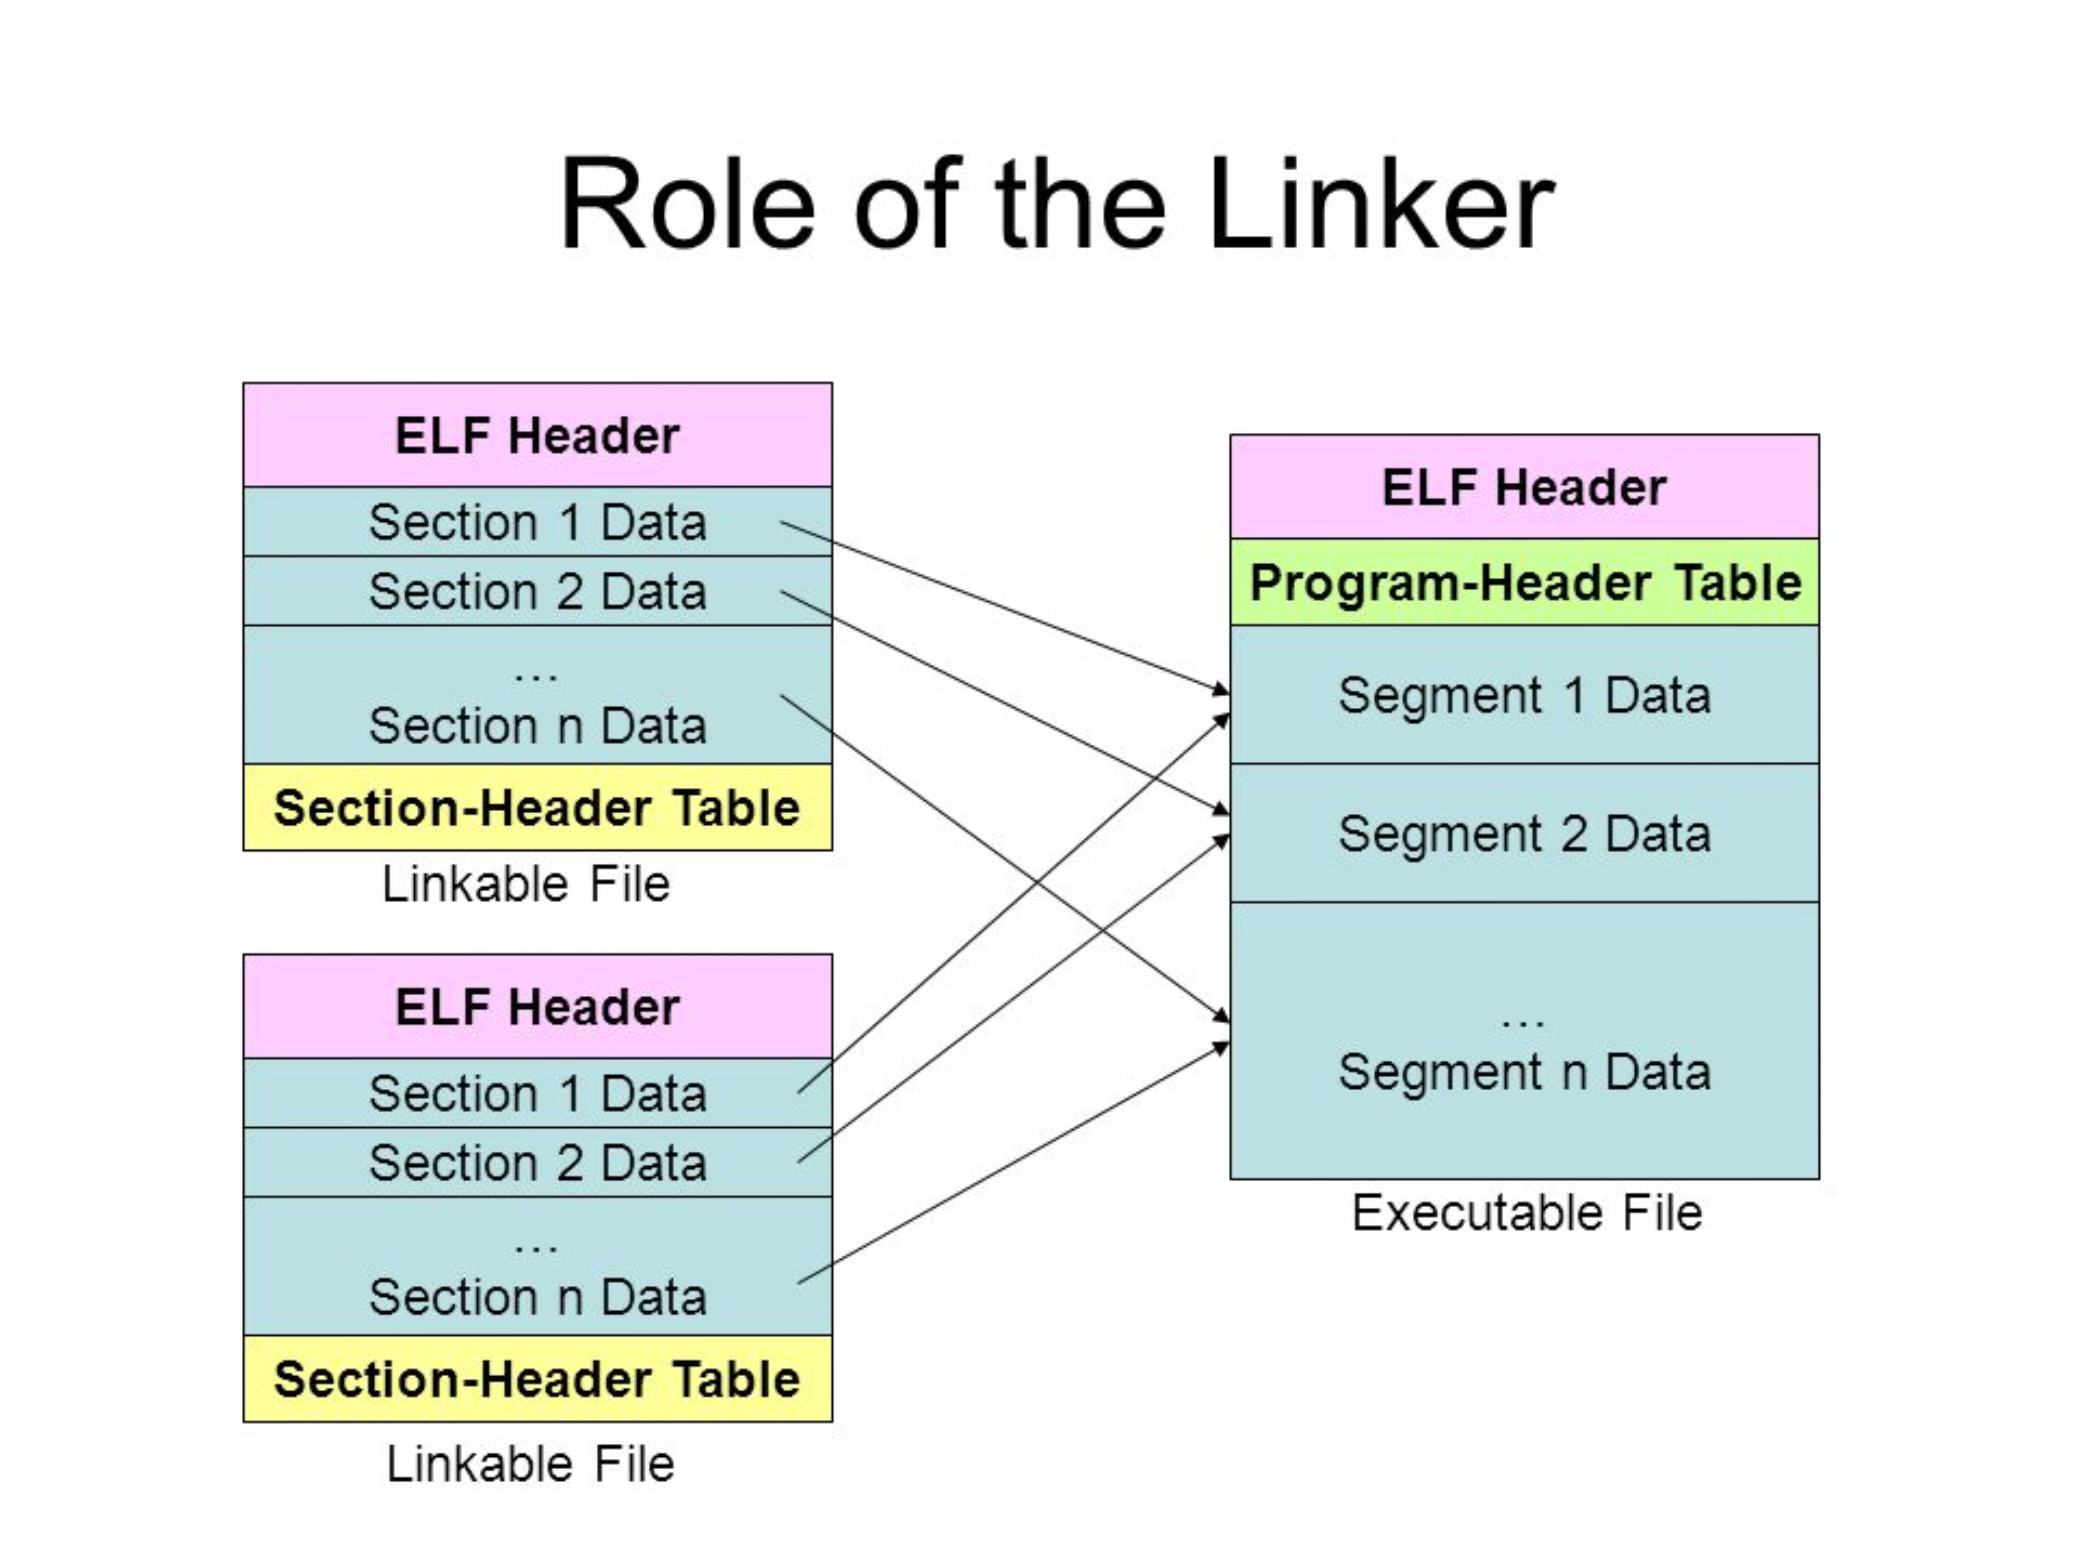 Role of the Linker
ELF Header
Section 1 Data
Section 2 Data
...
Section n Data
Section-Header Table
Linkable File
ELF Header
Section 1 Data
Section 2 Data
...
Section n Data
Section-Header Table
Linkable File
ELF Header
Program-Header Table
Segment 1 Data
Segment 2 Data
...
Segment n Data
Executable File